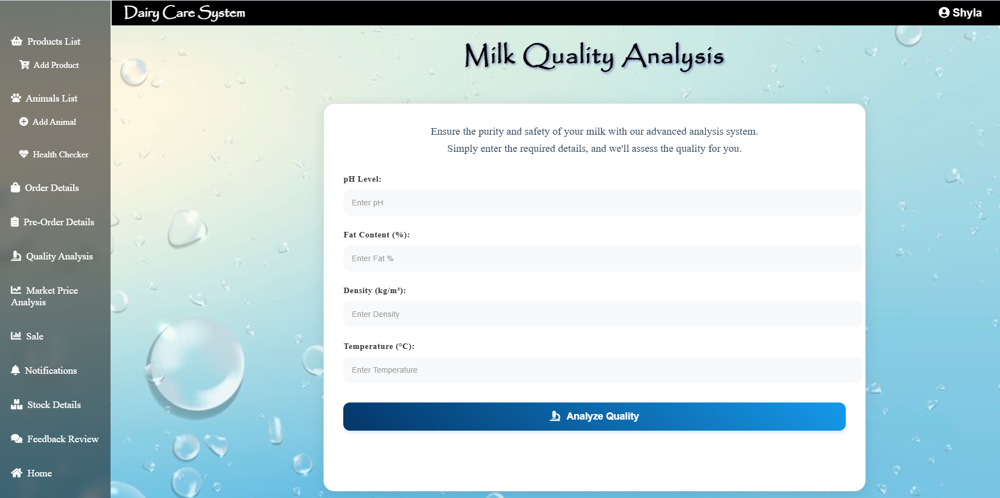 Dairy Care System
Shyla
Products List
Add Product
Animals List
Add Animal
Health Checker
Order Details
Pre-Order Details
Quality Analysis
Market Price
Analysis
Sale
Notifications
Stock Details
Feedback Review
Home
Milk Quality Analysis
Ensure the purity and safety of your milk with our advanced analysis system.
Simply enter the required details, and we'll assess the quality for you.
pH Level:
Enter pH
Fat Content (%):
Enter Fat %
Density (kg/m³):
Enter Density
Temperature (°C):
Enter Temperature
Analyze Quality